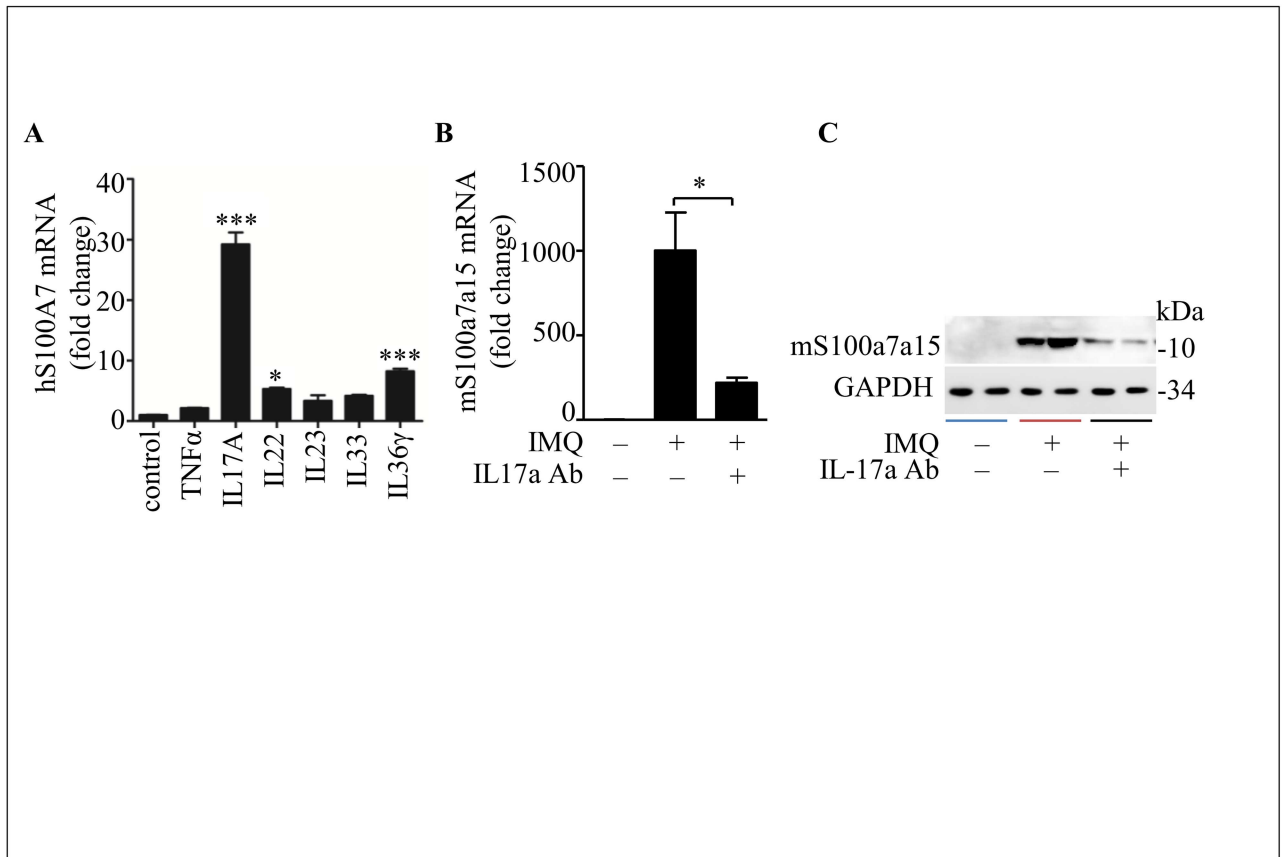 A
hS100A7 mRNA
(fold change)
40
30
20
10
0
***
*
***
control
TNFα
IL17A
IL22
IL23
IL33
IL36γ
B
mS100a7a15 mRNA
(fold change)
1500
1000
500
0
*
IMQ – + +
IL17a Ab – – +
C
kDa
mS100a7a15 -10
GAPDH -34
IMQ – + +
IL-17a Ab – – +